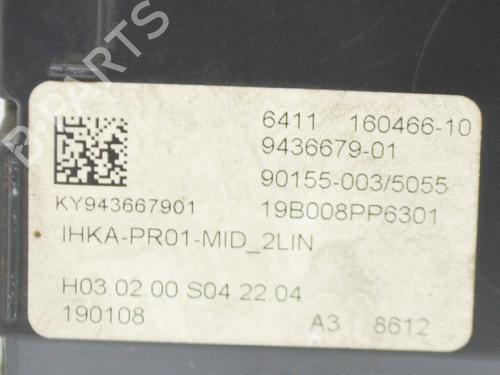 B-PARTS
6411 160466-10
9436679-01
90155-003/5055
KY943667901 19B008PP6301
IHKA-PR01-MID_2LIN
H03.02.00 S04.22.04
190108 A3 8612